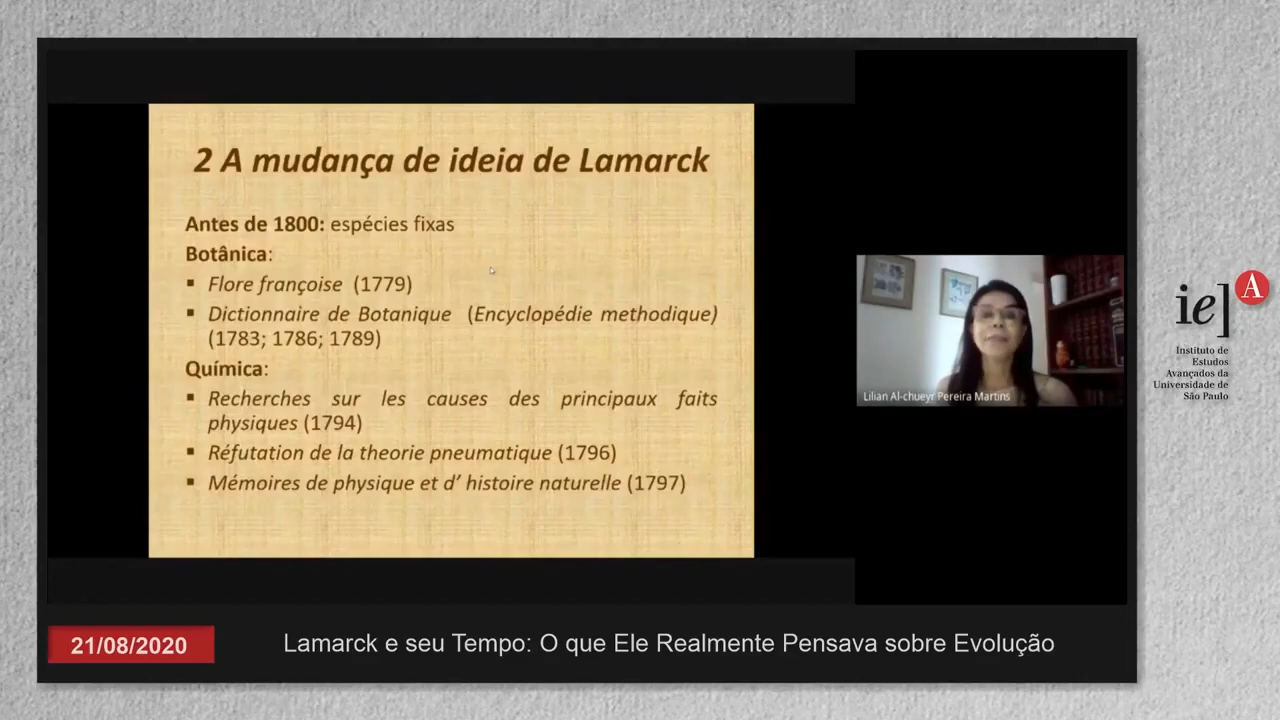 2 A mudança de ideia de Lamarck
Antes de 1800: espécies fixas
Botânica:
▪ Flore françoise (1779)
▪ Dictionnaire de Botanique (Encyclopédie methodique)
(1783; 1786; 1789)
Química:
▪ Recherches sur les causes des principaux faits
physiques (1794)
▪ Réfutation de la theorie pneumatique (1796)
▪ Mémoires de physique et d’ histoire naturelle (1797)
Lilian Al-chueyr Pereira Martins
ie] A
Instituto de
Estudos
Avançados da
Universidade de
São Paulo
21/08/2020
Lamarck e seu Tempo: O que Ele Realmente Pensava sobre Evolução